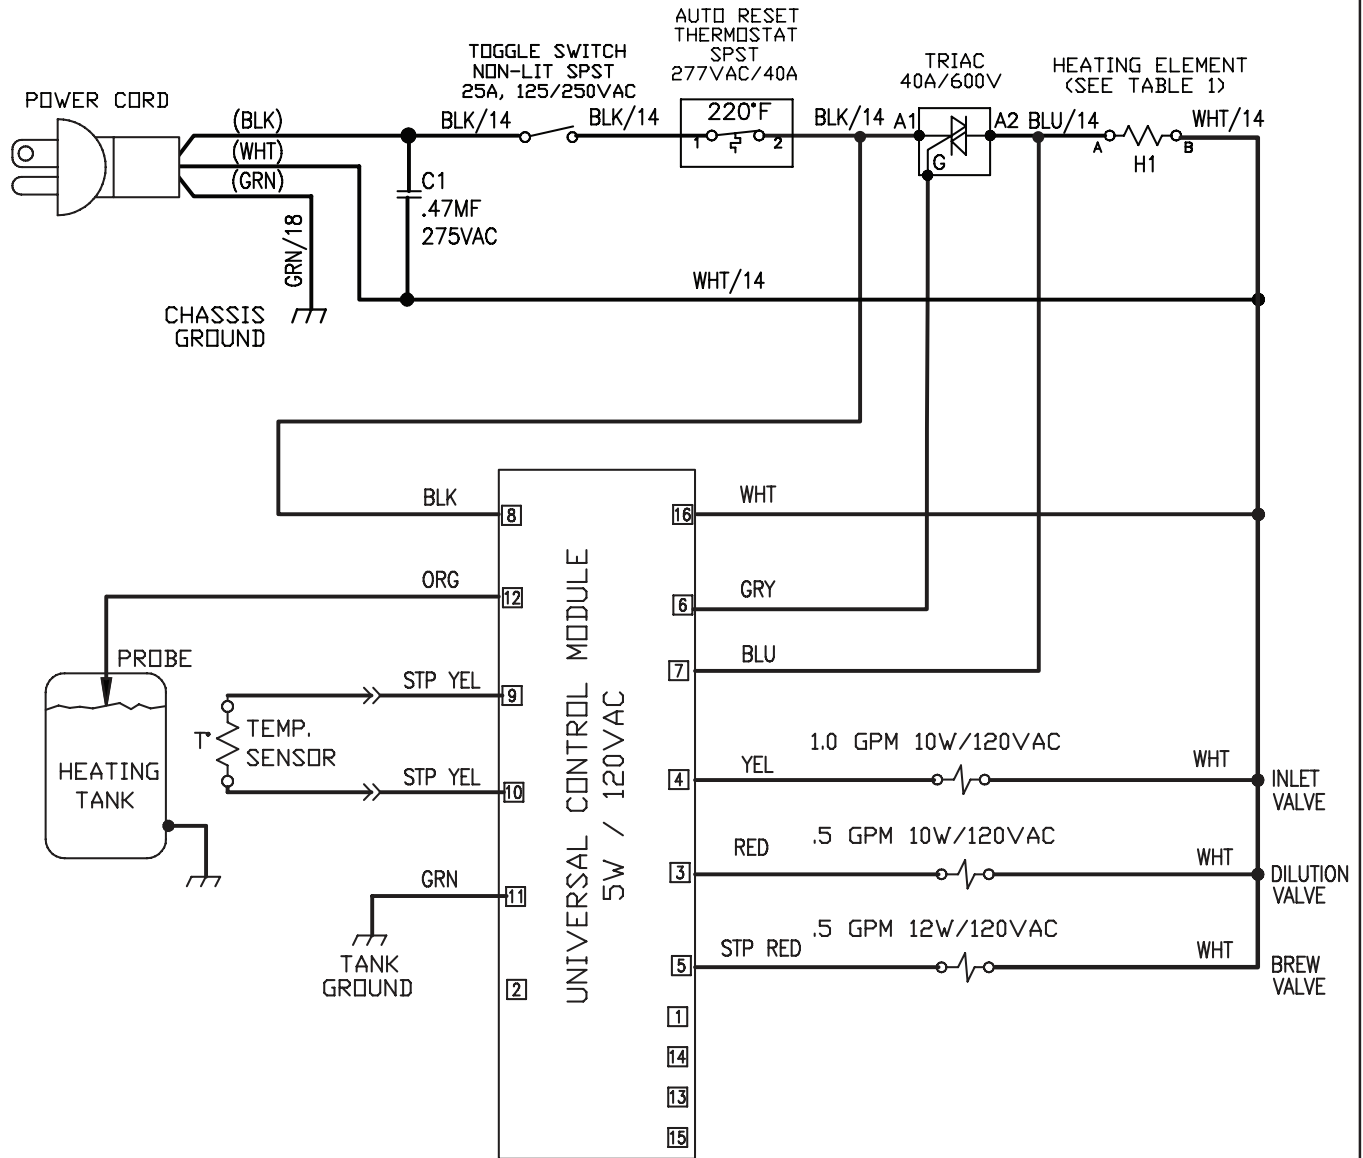 AUTO RESET
THERMOSTAT
SPST
277VAC/40A
TOGGLE SWITCH
NON-LIT SPST
25A, 125/250VAC
TRIAC
40A/600V
HEATING ELEMENT
(SEE TABLE 1)
POWER CORD
(BLK)
BLK/14
BLK/14
220°F
1
2
BLK/14
A1
A2
G
BLU/14
A
B
H1
WHT/14
(WHT)
(GRN)
GRN/18
C1
.47MF
275VAC
WHT/14
CHASSIS
GROUND
BLK
8
16
WHT
ORG
12
6
GRY
PROBE
7
BLU
STP YEL
9
T°
TEMP.
SENSOR
STP YEL
10
HEATING
TANK
UNIVERSAL CONTROL MODULE
5W / 120VAC
1.0 GPM 10W/120VAC
4
YEL
WHT
INLET
VALVE
.5 GPM 10W/120VAC
3
RED
WHT
DILUTION
VALVE
GRN
11
TANK
GROUND
.5 GPM 12W/120VAC
5
STP RED
WHT
BREW
VALVE
2
1
14
13
15